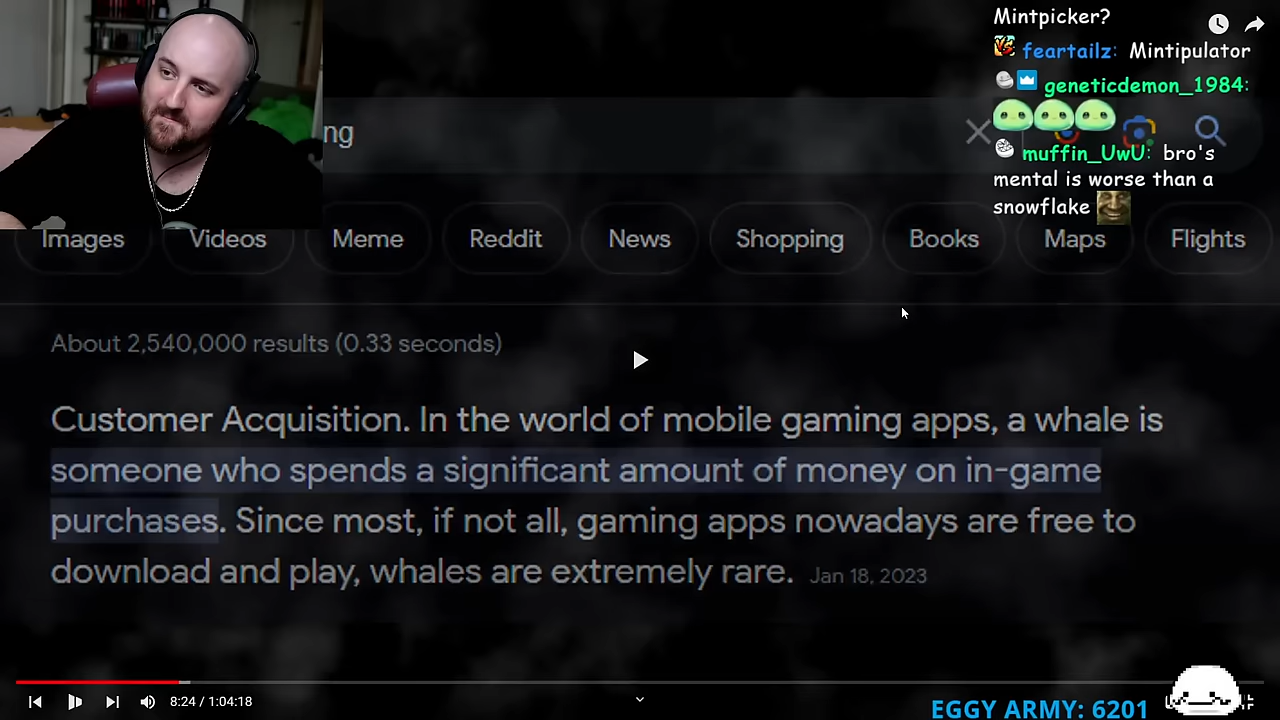 Mintpicker?
feartailz: Mintipulator
geneticdemon_1984:
muffin_UwU: bro's
mental is worse than a
snowflake
ng
Images Videos Meme Reddit News Shopping Books Maps Flights
About 2,540,000 results (0.33 seconds)
Customer Acquisition. In the world of mobile gaming apps, a whale is
someone who spends a significant amount of money on in-game
purchases. Since most, if not all, gaming apps nowadays are free to
download and play, whales are extremely rare. Jan 18, 2023
8:24 / 1:04:18
EGGY ARMY: 6201